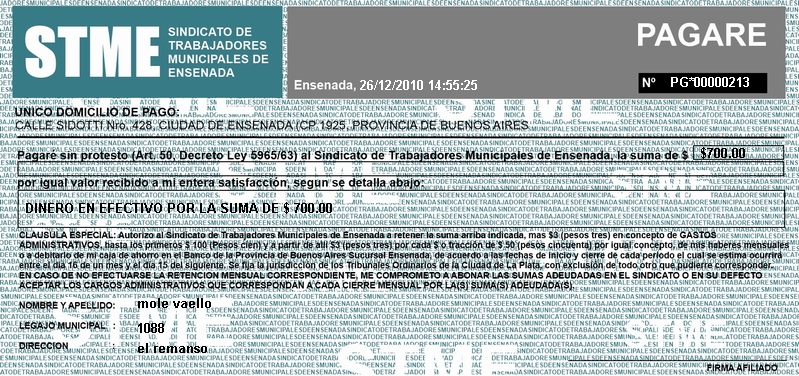 STME
SINDICATO DE
TRABAJADORES
MUNICIPALES DE
ENSENADA
PAGARE
Ensenada, 26/12/2010 14:55:25
Nº PG*00000213
UNICO DOMICILIO DE PAGO:
CALLE SIDOTTI Nro. 428, CIUDAD DE ENSENADA (CP 1925, PROVINCIA DE BUENOS AIRES
Pagare sin protesto (Art. 50, Decreto Ley 5965/63) al Sindicato de Trabajadores Municipales de Ensenada, la suma de $ $700.00
por igual valor recibido a mi entera satisfacción, segun se detalla abajo:
DINERO EN EFECTIVO POR LA SUMA DE $ 700.00
CLAUSULA ESPECIAL: Autorizo al Sindicato de Trabajadores Municipales de Ensenada a retener la suma arriba indicada, mas $3 (pesos tres) en concepto de GASTOS
ADMINISTRATIVOS, hasta los primeros $ 100 (Pesos cien) y a partir de alli $3 (pesos tres) por cada $ o fracción de $ 50 (pesos cincuenta) por igual concepto, de mis haberes mensuales
o a debitarlo de mi caja de ahorro en el Banco de la Provincia de Buenos Aires Sucursal Ensenada, de acuerdo a las fechas de inicio y cierre de cada periodo el cual se estima ocurrirá
entre el dia 16 de un mes y el dia 15 del siguiente. Se fija la jurisdicción de los Tribunales Ordinarios de la Ciudad de La Plata, con exclusión de todo otro que pudiere corresponder.
EN CASO DE NO EFECTUARSE LA RETENCION MENSUAL CORRESPONDIENTE, ME COMPROMETO A ABONAR LAS SUMAS ADEUDADAS EN EL SINDICATO O EN SU DEFECTO
ACEPTAR LOS CARGOS ADMINISTRATIVOS QUE CORRESPONDAN A CADA CIERRE MENSUAL POR LA(S) SUMA(S) ADEUDADA(S).
NOMBRE Y APELLIDO: mole vaello
LEGAJO MUNICIPAL : 1088
DIRECCION : el remanso
FIRMA AFILIADO